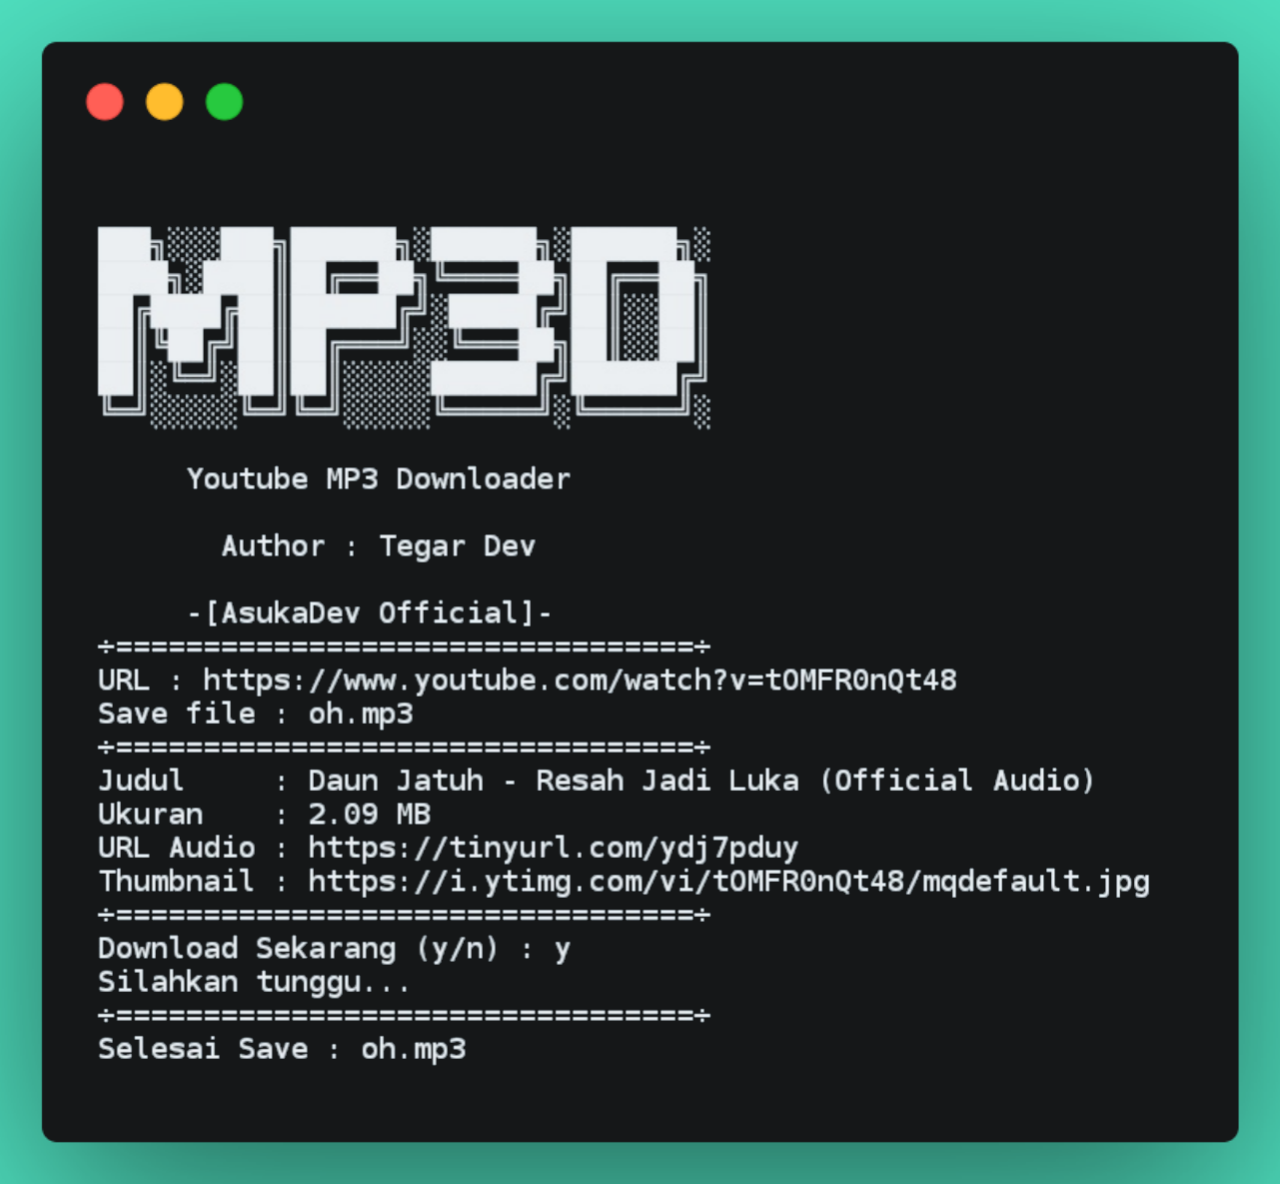 MP3D
Youtube MP3 Downloader
Author : Tegar Dev
-[AsukaDev Official]-
÷=================================÷
URL : https://www.youtube.com/watch?v=tOMFR0nQt48
Save file : oh.mp3
÷=================================÷
Judul     : Daun Jatuh - Resah Jadi Luka (Official Audio)
Ukuran    : 2.09 MB
URL Audio : https://tinyurl.com/ydj7pduy
Thumbnail : https://i.ytimg.com/vi/tOMFR0nQt48/mqdefault.jpg
÷=================================÷
Download Sekarang (y/n) : y
Silahkan tunggu...
÷=================================÷
Selesai Save : oh.mp3